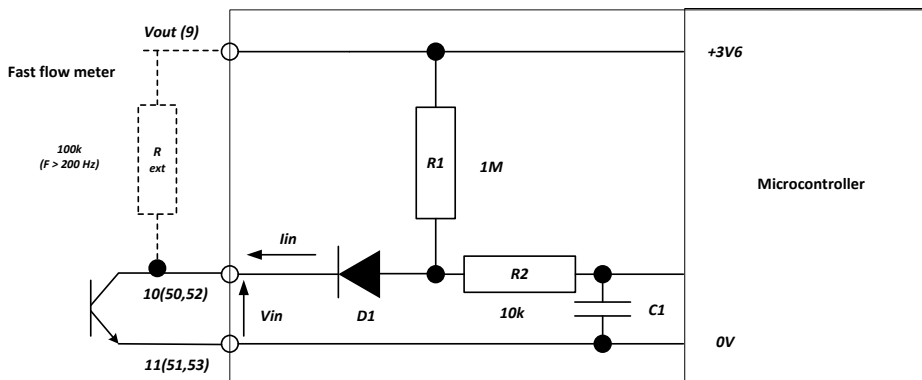 Vout (9)
+3V6
Fast flow meter
100k
(F > 200 Hz)
R
ext
R1
1M
Microcontroller
Iin
R2
10(50,52)
Vin
D1
10k
C1
0V
11(51,53)